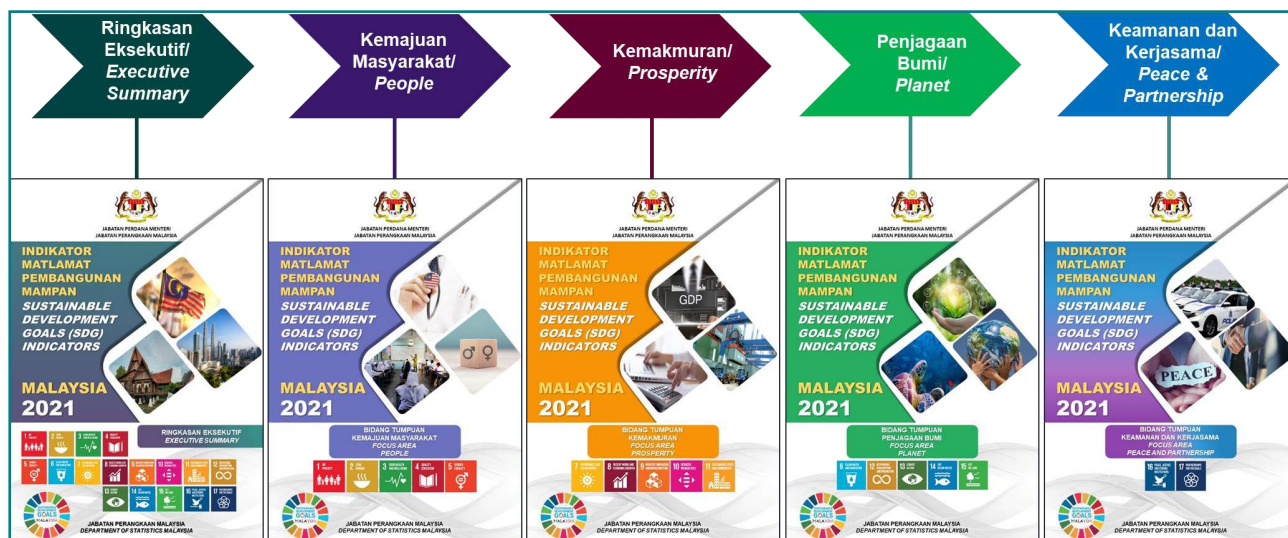 Ringkasan
Eksekutif/
Executive
Summary
Kemajuan
Masyarakat/
People
Kemakmuran/
Prosperity
Penjagaan
Bumi/
Planet
Keamanan dan
Kerjasama/
Peace &
Partnership
JABATAN PERDANA MENTERI
JABATAN PERANGKAAN MALAYSIA
INDIKATOR
MATLAMAT
PEMBANGUNAN
MAMPAN
SUSTAINABLE
DEVELOPMENT
GOALS (SDG)
INDICATORS
MALAYSIA
2021
RINGKASAN EKSEKUTIF
EXECUTIVE SUMMARY
JABATAN PERANGKAAN MALAYSIA
DEPARTMENT OF STATISTICS MALAYSIA
JABATAN PERDANA MENTERI
JABATAN PERANGKAAN MALAYSIA
INDIKATOR
MATLAMAT
PEMBANGUNAN
MAMPAN
SUSTAINABLE
DEVELOPMENT
GOALS (SDG)
INDICATORS
MALAYSIA
2021
BIDANG TUMPUAN
KEMAJUAN MASYARAKAT
FOCUS AREA
PEOPLE
JABATAN PERANGKAAN MALAYSIA
DEPARTMENT OF STATISTICS MALAYSIA
JABATAN PERDANA MENTERI
JABATAN PERANGKAAN MALAYSIA
INDIKATOR
MATLAMAT
PEMBANGUNAN
MAMPAN
SUSTAINABLE
DEVELOPMENT
GOALS (SDG)
INDICATORS
GDP
MALAYSIA
2021
BIDANG TUMPUAN
KEMAKMURAN
FOCUS AREA
PROSPERITY
JABATAN PERANGKAAN MALAYSIA
DEPARTMENT OF STATISTICS MALAYSIA
JABATAN PERDANA MENTERI
JABATAN PERANGKAAN MALAYSIA
INDIKATOR
MATLAMAT
PEMBANGUNAN
MAMPAN
SUSTAINABLE
DEVELOPMENT
GOALS (SDG)
INDICATORS
MALAYSIA
2021
BIDANG TUMPUAN
PENJAGAAN BUMI
FOCUS AREA
PLANET
JABATAN PERANGKAAN MALAYSIA
DEPARTMENT OF STATISTICS MALAYSIA
JABATAN PERDANA MENTERI
JABATAN PERANGKAAN MALAYSIA
INDIKATOR
MATLAMAT
PEMBANGUNAN
MAMPAN
SUSTAINABLE
DEVELOPMENT
GOALS (SDG)
INDICATORS
PEACE
MALAYSIA
2021
BIDANG TUMPUAN
KEAMANAN DAN KERJASAMA
FOCUS AREA
PEACE AND PARTNERSHIP
JABATAN PERANGKAAN MALAYSIA
DEPARTMENT OF STATISTICS MALAYSIA